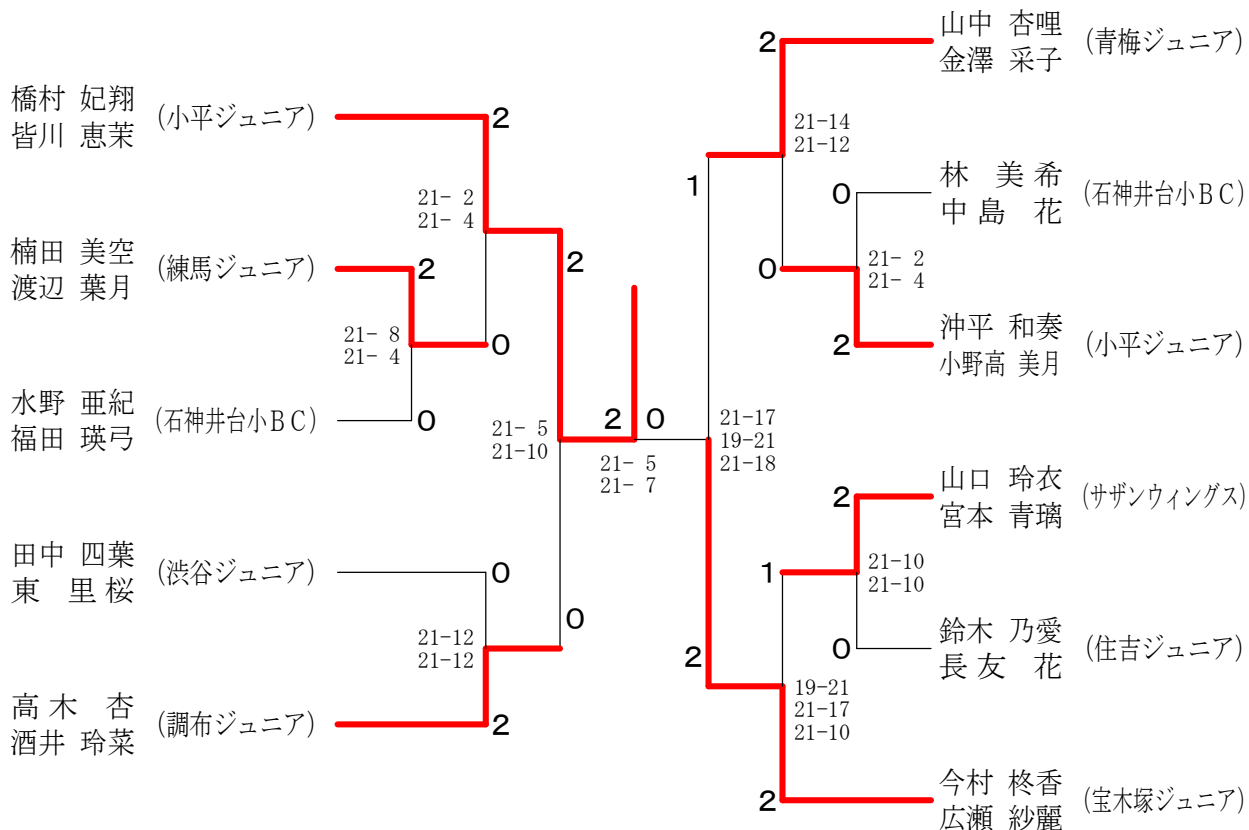 橋村 妃翔
皆川 恵茉
(小平ジュニア)
2
21- 2
21- 4
楠田 美空
渡辺 葉月
(練馬ジュニア)
2
21- 8
21- 4
0
水野 亜紀
福田 瑛弓
(石神井台小BC)
0
2
21- 5
21-10
田中 四葉
東 里桜
(渋谷ジュニア)
0
21-12
21-12
0
高木 杏
酒井 玲菜
(調布ジュニア)
2
2 0
21- 5
21- 7
山中 杏哩
金澤 采子
(青梅ジュニア)
2
21-14
21-12
1
林 美希
中島 花
(石神井台小BC)
0
21- 2
21- 4
0
沖平 和奏
小野高 美月
(小平ジュニア)
2
21-17
19-21
21-18
山口 玲衣
宮本 青璃
(サザンウィングス)
2
21-10
21-10
1
鈴木 乃愛
長友 花
(住吉ジュニア)
0
2
19-21
21-17
21-10
今村 柊香
広瀬 紗麗
(宝木塚ジュニア)
2